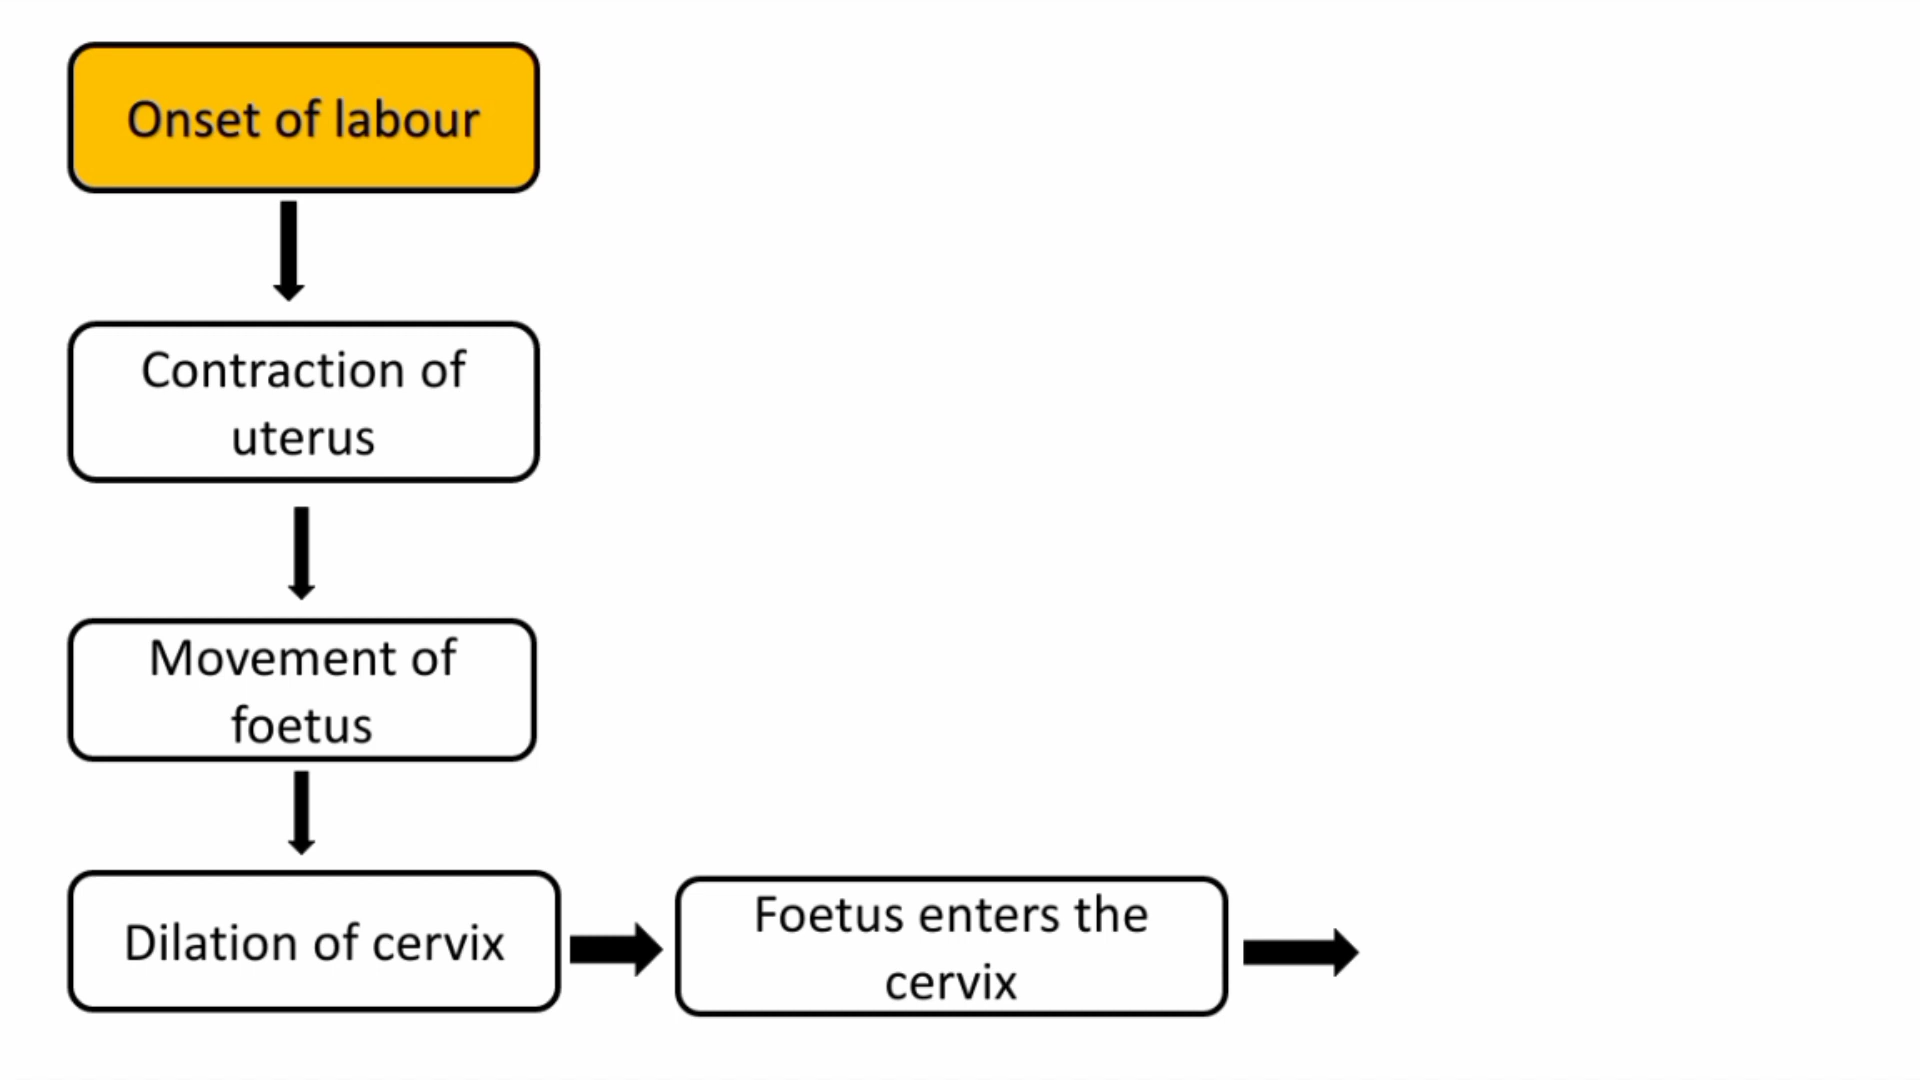 Onset of labour
Contraction of
uterus
Movement of
foetus
Dilation of cervix
Foetus enters the
cervix